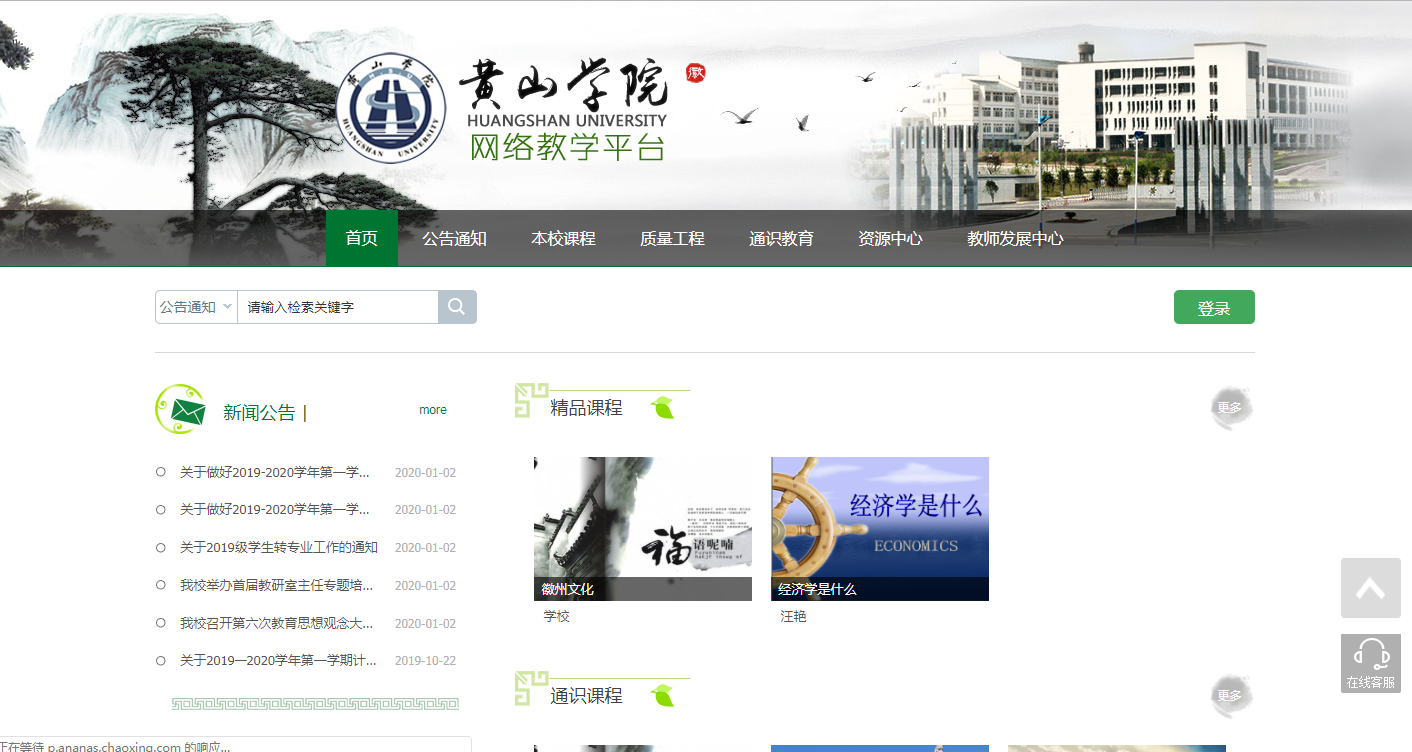 黄山学院
徽
HUANGSHAN UNIVERSITY
网络教学平台
首页 公告通知 本校课程 质量工程 通识教育 资源中心 教师发展中心
公告通知 请输入检索关键字 登录
新闻公告 | more
关于做好2019-2020学年第一学... 2020-01-02
关于做好2019-2020学年第一学... 2020-01-02
关于2019级学生转专业工作的通知 2020-01-02
我校举办首届教研室主任专题培... 2020-01-02
我校召开第六次教育思想观念大... 2020-01-02
关于2019—2020学年第一学期计... 2019-10-22
精品课程 更多
福语呢喃
徽州文化
学校
经济学是什么
ECONOMICS
经济学是什么
汪艳
通识课程 更多
在线客服
正在等待 p.ananas.chaoxing.com 的响应...